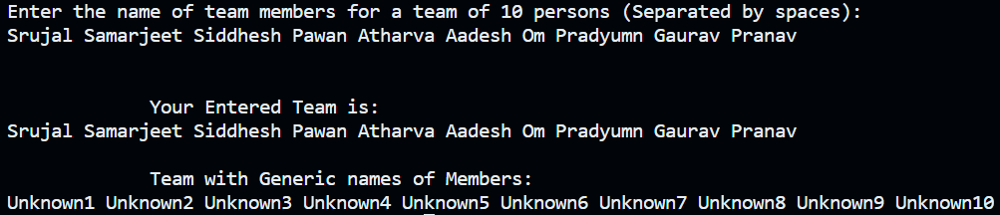 Enter the name of team members for a team of 10 persons (Separated by spaces):
Srujal Samarjeet Siddhesh Pawan Atharva Aadesh Om Pradyumn Gaurav Pranav
Your Entered Team is:
Srujal Samarjeet Siddhesh Pawan Atharva Aadesh Om Pradyumn Gaurav Pranav
Team with Generic names of Members:
Unknown1 Unknown2 Unknown3 Unknown4 Unknown5 Unknown6 Unknown7 Unknown8 Unknown9 Unknown10